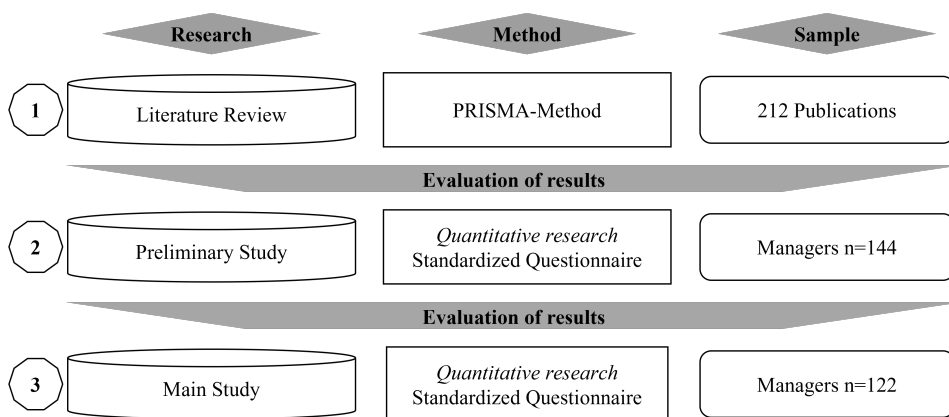 Research
Method
Sample
1
Literature Review
PRISMA-Method
212 Publications
Evaluation of results
2
Preliminary Study
Quantitative research
Standardized Questionnaire
Managers n=144
Evaluation of results
3
Main Study
Quantitative research
Standardized Questionnaire
Managers n=122